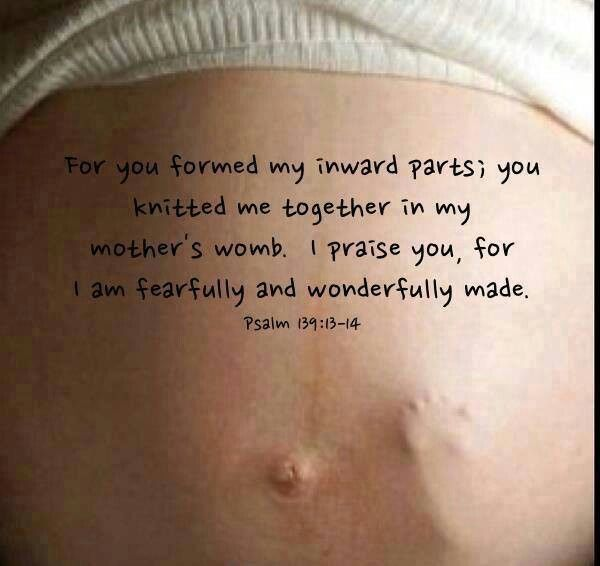 For you formed my inward parts; you
knitted me together in my
mother's womb. I praise you, for
I am fearfully and wonderfully made.
Psalm 139:13-14